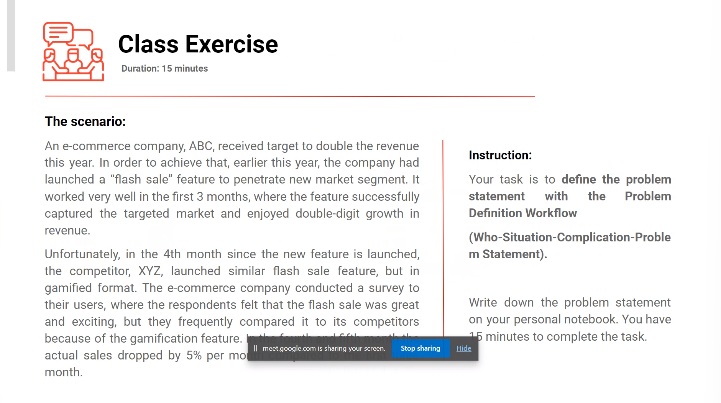 Class Exercise
Duration: 15 minutes
The scenario:
An e-commerce company, ABC, received target to double the revenue
this year. In order to achieve that, earlier this year, the company had
launched a "flash sale" feature to penetrate new market segment. It
worked very well in the first 3 months, where the feature successfully
captured the targeted market and enjoyed double-digit growth in
revenue.
Unfortunately, in the 4th month since the new feature is launched,
the competitor, XYZ, launched similar flash sale feature, but in
gamified format. The e-commerce company conducted a survey to
their users, where the respondents felt that the flash sale was great
and exciting, but they frequently compared it to its competitors
because of the gamification feature. In the fourth and fifth month the
actual sales dropped by 5% per mon
month.
Instruction:
Your task is to define the problem
statement with the Problem
Definition Workflow
(Who-Situation-Complication-Proble
m Statement).
Write down the problem statement
on your personal notebook. You have
15 minutes to complete the task.
meet.google.com is sharing your screen. Stop sharing Hide